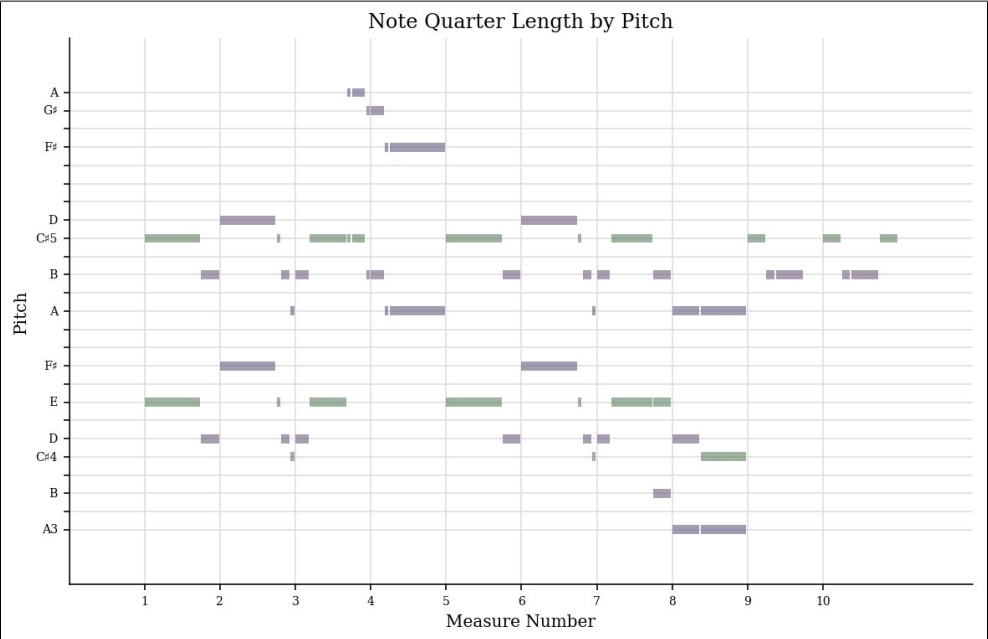 Note Quarter Length by Pitch
A
G♯
F♯
D
C♯5
B
A
F♯
E
D
C♯4
B
A3
Pitch
1 2 3 4 5 6 7 8 9 10
Measure Number